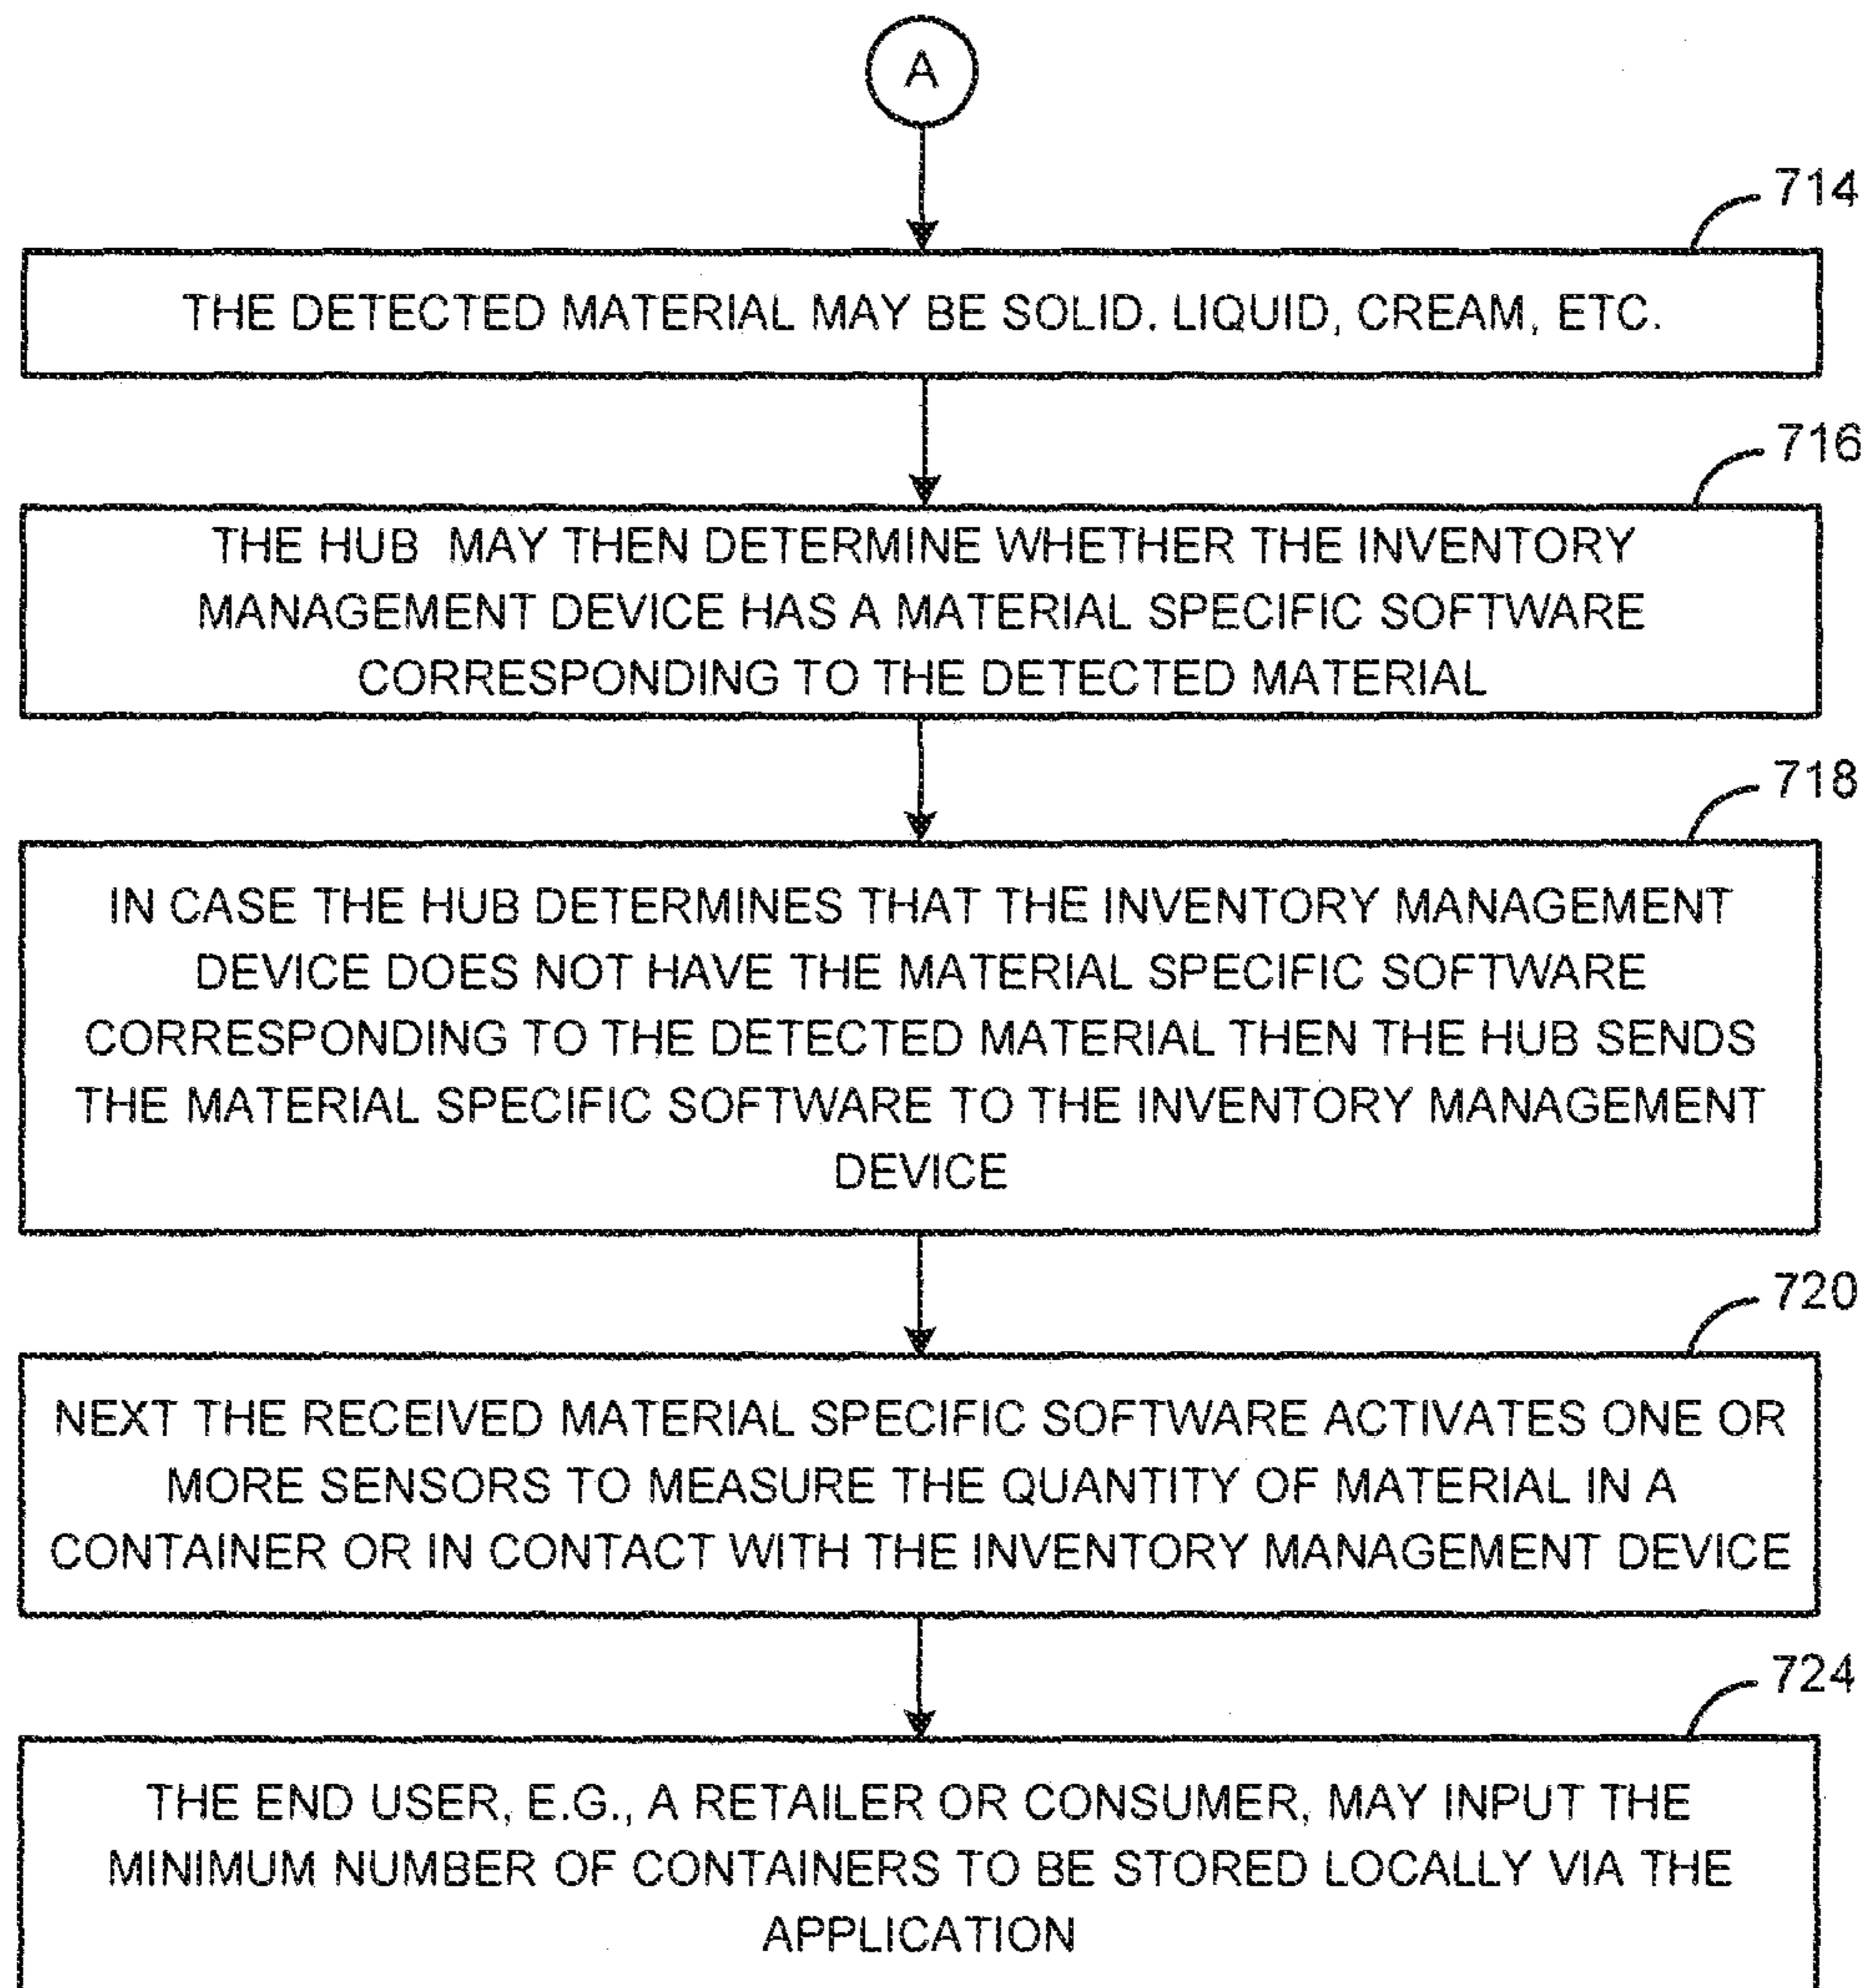 A
714
THE DETECTED MATERIAL MAY BE SOLID. LIQUID, CREAM, ETC.
716
THE HUB MAY THEN DETERMINE WHETHER THE INVENTORY
MANAGEMENT DEVICE HAS A MATERIAL SPECIFIC SOFTWARE
CORRESPONDING TO THE DETECTED MATERIAL
718
IN CASE THE HUB DETERMINES THAT THE INVENTORY MANAGEMENT
DEVICE DOES NOT HAVE THE MATERIAL SPECIFIC SOFTWARE
CORRESPONDING TO THE DETECTED MATERIAL THEN THE HUB SENDS
THE MATERIAL SPECIFIC SOFTWARE TO THE INVENTORY MANAGEMENT
DEVICE
720
NEXT THE RECEIVED MATERIAL SPECIFIC SOFTWARE ACTIVATES ONE OR
MORE SENSORS TO MEASURE THE QUANTITY OF MATERIAL IN A
CONTAINER OR IN CONTACT WITH THE INVENTORY MANAGEMENT DEVICE
724
THE END USER, E.G., A RETAILER OR CONSUMER, MAY INPUT THE
MINIMUM NUMBER OF CONTAINERS TO BE STORED LOCALLY VIA THE
APPLICATION